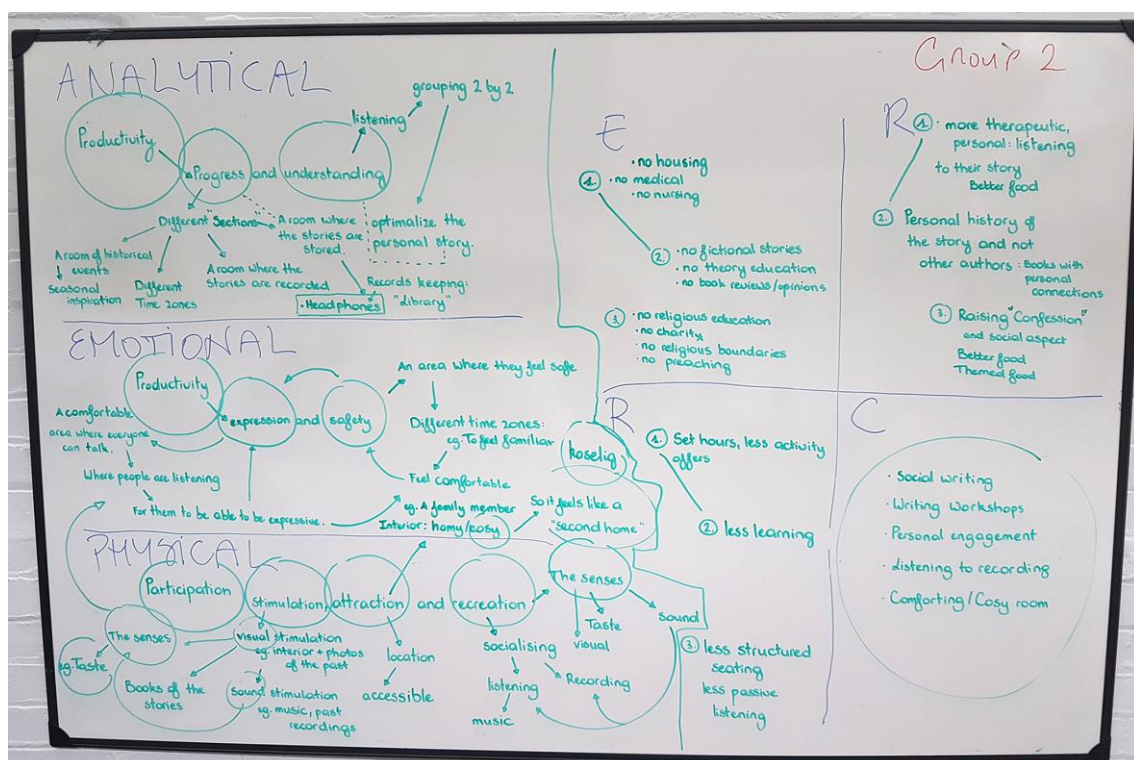 Group 2
ANALYTICAL
grouping 2 by 2
listening
Productivity
Progress and understanding
Different "Sections"
A room where
the stories are
stored.
optimalize the
personal story.
A room of historical
events
seasonal
inspiration
Different
Time zones
A room where the
Stories are recorded
Records keeping:
"Library"
·Headphones
EMOTIONAL
Productivity
expression and safety
An area where they feel safe
Different time zones:
eg. To feel familiar
Feel comfortable
A comfortable
area where everyone
can talk.
Where people are listening
For them to be able to be expressive.
eg. A family member
Interior: homy/cosy
So it feels like a
"second home"
koselig
PHYSICAL
Participation
Stimulation, attraction and recreation
The senses
Taste
visual
sound
The senses
eg. Taste
visual stimulation
eg. interior + photos
of the past
Books of the
stories
Sound stimulation
eg. music, past
recordings
location
accessible
socialising
listening
music
Recording
E
1.
· no housing
· no medical
· no nursing
2.
· no fictional stories
· no theory education
· no book reviews/opinions
3
· no religious education
· no charity
· no religious boundaries
· no preaching
R
1. · more therapeutic,
personal: listening
to their story
Better food
2. Personal history of
the story and not
other authors : Books with
personal
connections
3. Raising "Confession"
and social aspect
Better food
Themed food
R
1. Set hours, less activity
offers
2. less learning
3. less structured
seating
less passive
listening
C
· Social writing
· Writing Workshops
· Personal engagement
· listening to recording
· Comforting/Cosy room